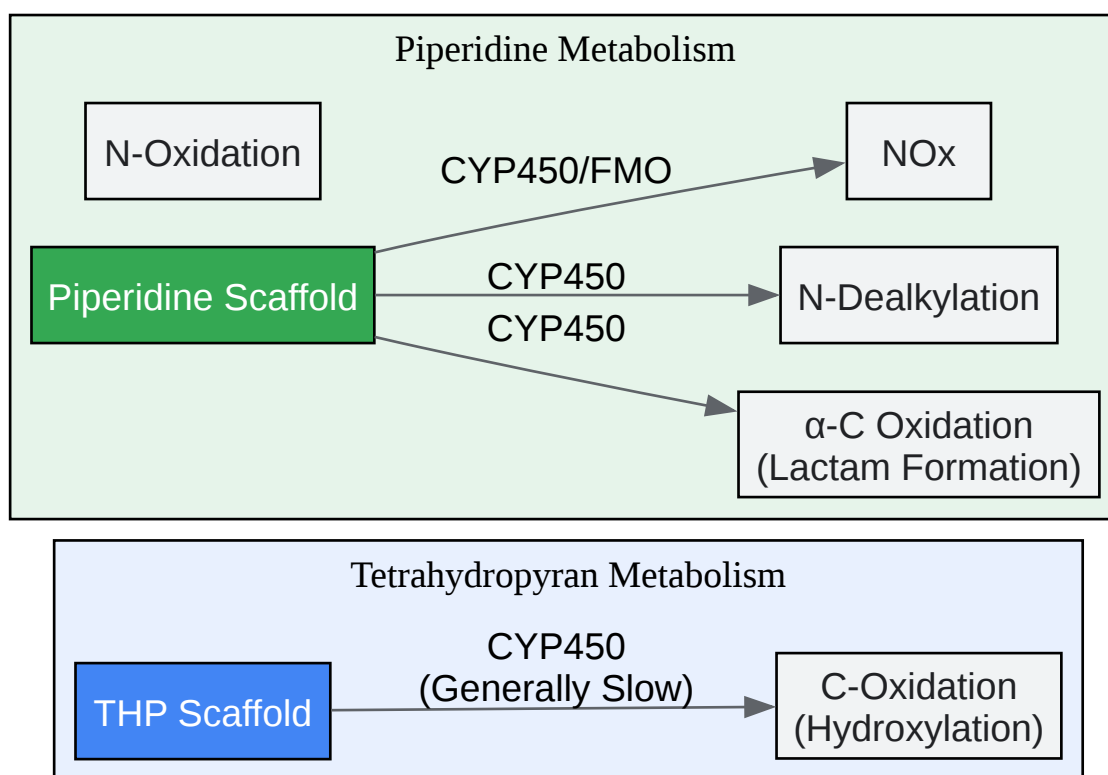 Piperidine Metabolism
N-Oxidation
CYP450/FMO
NOx
Piperidine Scaffold
CYP450
N-Dealkylation
CYP450
α-C Oxidation
(Lactam Formation)
Tetrahydropyran Metabolism
THP Scaffold
CYP450
(Generally Slow)
C-Oxidation
(Hydroxylation)